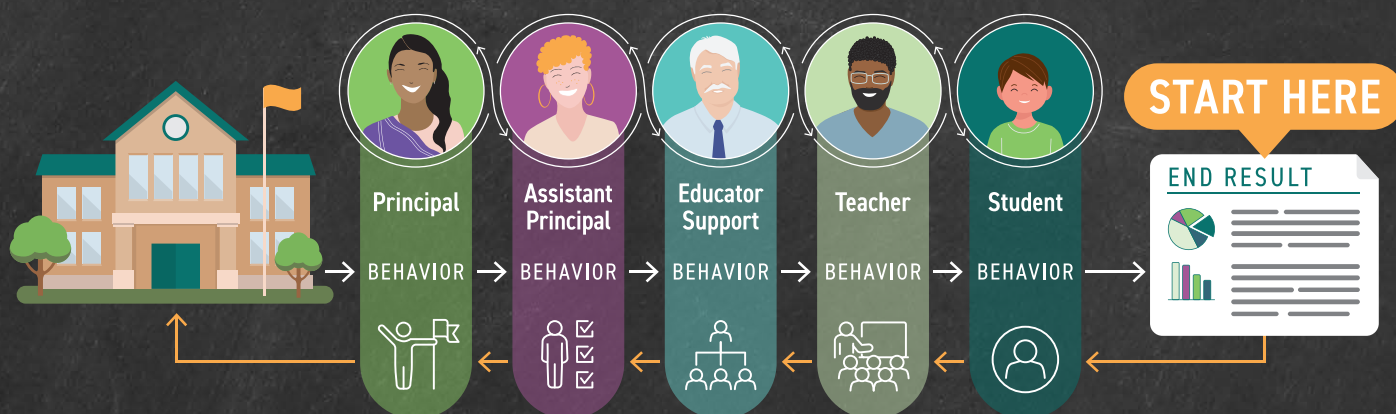 START HERE
END RESULT
Principal
Assistant
Principal
Educator
Support
Teacher
Student
BEHAVIOR
BEHAVIOR
BEHAVIOR
BEHAVIOR
BEHAVIOR